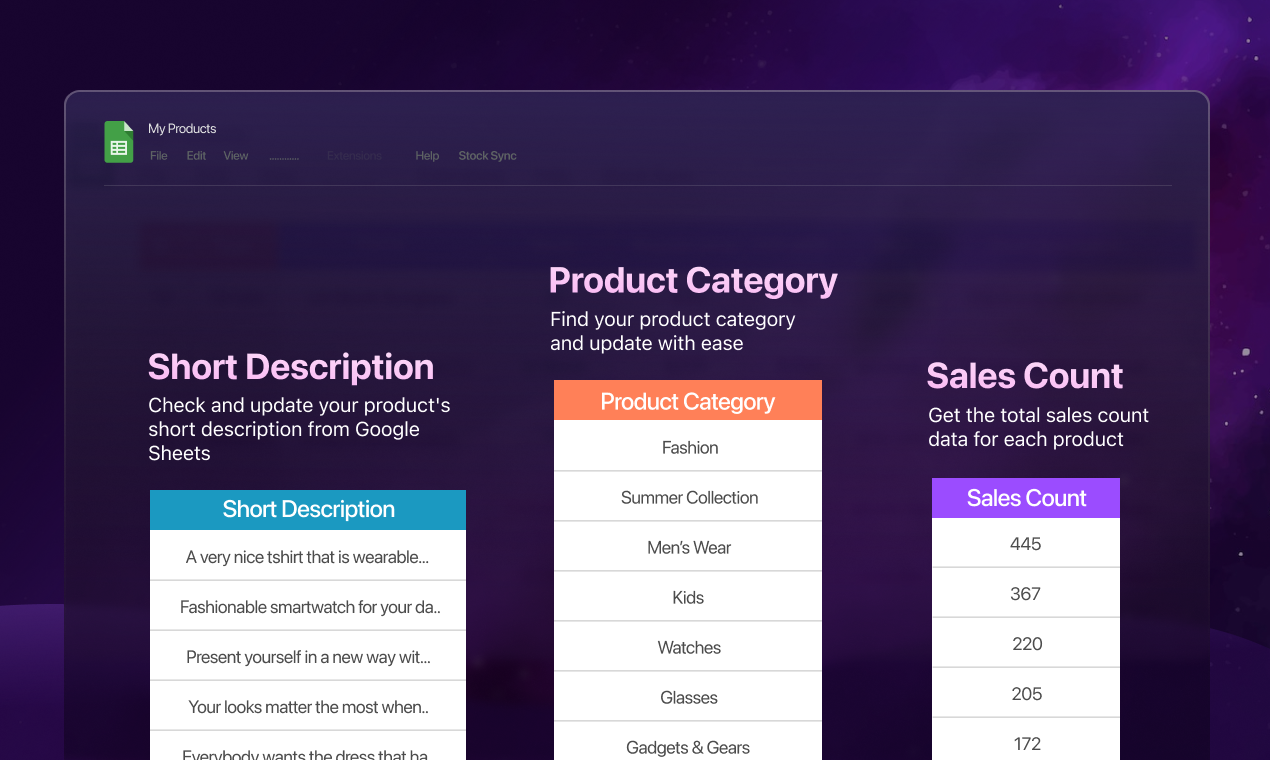 My Products
File Edit View ............ Extensions Help Stock Sync
Short Description
Check and update your product's
short description from Google
Sheets
Short Description
A very nice tshirt that is wearable...
Fashionable smartwatch for your da..
Present yourself in a new way wit...
Your looks matter the most when..
Everybody wants the dress that ha..
Product Category
Find your product category
and update with ease
Product Category
Fashion
Summer Collection
Men’s Wear
Kids
Watches
Glasses
Gadgets & Gears
Sales Count
Get the total sales count
data for each product
Sales Count
445
367
220
205
172